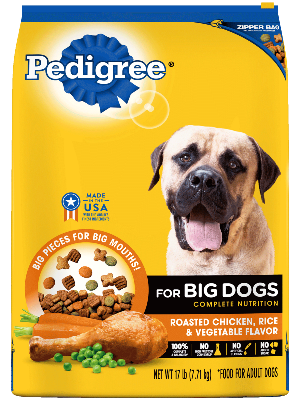 ZIPPER BAG
Pedigree®
MADE
IN THE
USA
BIG PIECES FOR BIG MOUTHS!
FOR BIG DOGS
COMPLETE NUTRITION
ROASTED CHICKEN, RICE
& VEGETABLE FLAVOR
100% NO NO NO
NET WT 17 lb (7.71 kg) *FOOD FOR ADULT DOGS